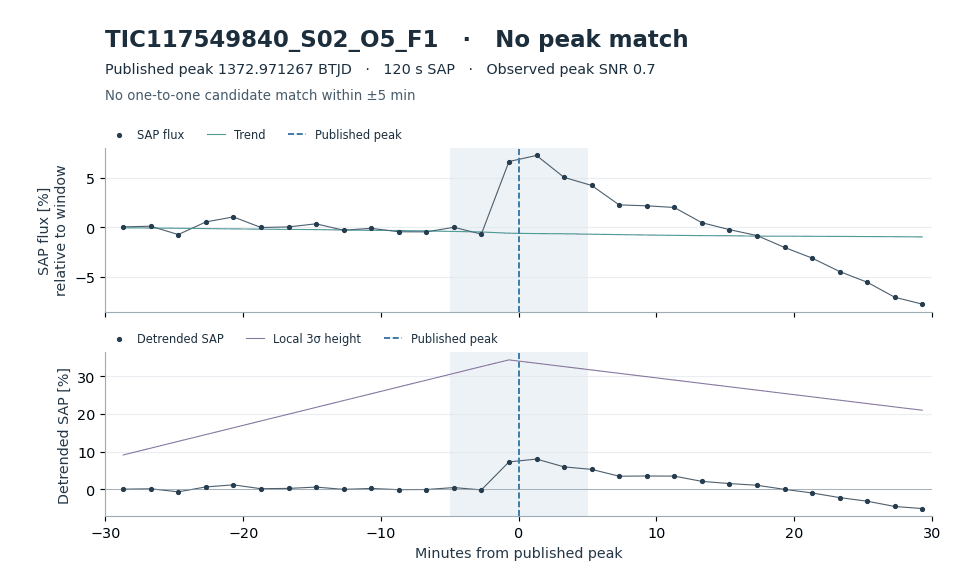 TIC117549840_S02_O5_F1 · No peak match
Published peak 1372.971267 BTJD · 120 s SAP · Observed peak SNR 0.7
No one-to-one candidate match within ±5 min
SAP flux Trend Published peak
SAP flux [%]
relative to window
5
0
−5
Detrended SAP Local 3σ height Published peak
Detrended SAP [%]
30
20
10
0
−30 −20 −10 0 10 20 30
Minutes from published peak